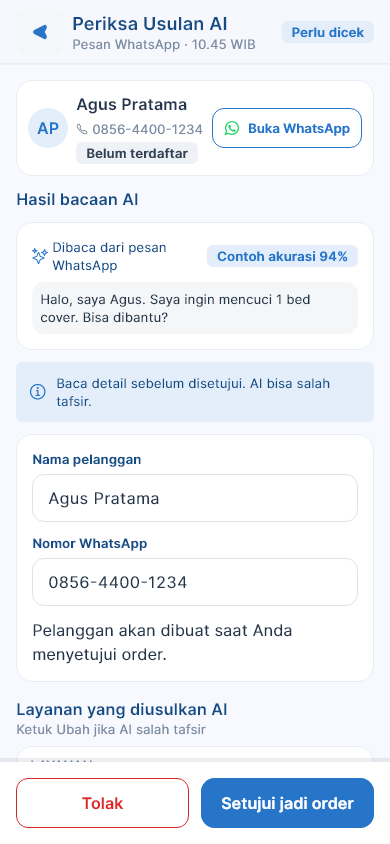 Periksa Usulan AI
Pesan WhatsApp · 10.45 WIB
Perlu dicek
AP
Agus Pratama
0856-4400-1234
Belum terdaftar
Buka WhatsApp
Hasil bacaan AI
Dibaca dari pesan
WhatsApp
Contoh akurasi 94%
Halo, saya Agus. Saya ingin mencuci 1 bed
cover. Bisa dibantu?
Baca detail sebelum disetujui. AI bisa salah
tafsir.
Nama pelanggan
Agus Pratama
Nomor WhatsApp
0856-4400-1234
Pelanggan akan dibuat saat Anda
menyetujui order.
Layanan yang diusulkan AI
Ketuk Ubah jika AI salah tafsir
Tolak
Setujui jadi order